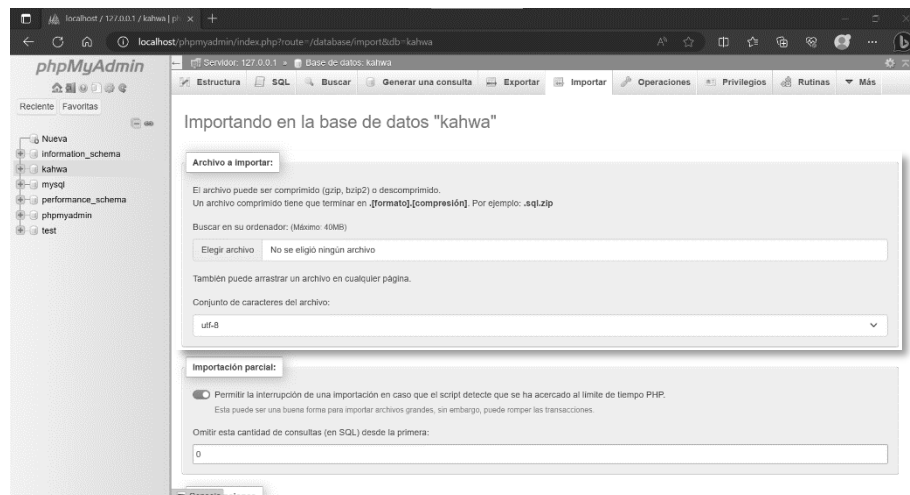 localhost / 127.0.0.1 / kahwa | ph
localhost/phpmyadmin/index.php?route=/database/import&db=kahwa
phpMyAdmin
Reciente Favoritas
Nueva
information_schema
kahwa
mysql
performance_schema
phpmyadmin
test
Servidor: 127.0.0.1 » Base de datos: kahwa
Estructura SQL Buscar Generar una consulta Exportar Importar Operaciones Privilegios Rutinas Más
Importando en la base de datos "kahwa"
Archivo a importar:
El archivo puede ser comprimido (gzip, bzip2) o descomprimido.
Un archivo comprimido tiene que terminar en .[formato].[compresión]. Por ejemplo: .sql.zip
Buscar en su ordenador: (Máximo: 40MB)
Elegir archivo No se eligió ningún archivo
También puede arrastrar un archivo en cualquier página.
Conjunto de caracteres del archivo:
utf-8
Importación parcial:
Permitir la interrupción de una importación en caso que el script detecte que se ha acercado al límite de tiempo PHP.
Esta puede ser una buena forma para importar archivos grandes, sin embargo, puede romper las transacciones.
Omitir esta cantidad de consultas (en SQL) desde la primera:
0